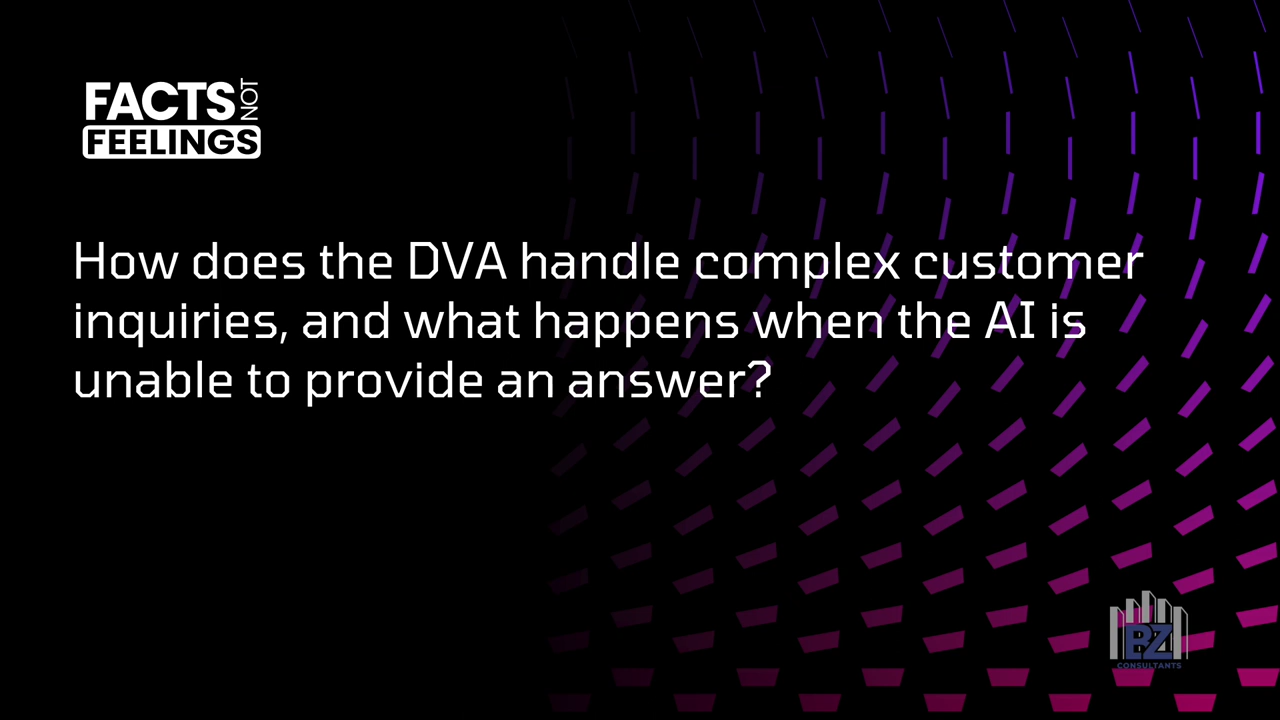 FACTS NOT
FEELINGS
How does the DVA handle complex customer
inquiries, and what happens when the AI is
unable to provide an answer?
BZ
CONSULTANTS